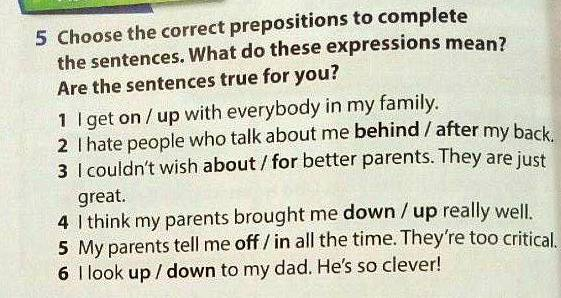 5 Choose the correct prepositions to complete
the sentences. What do these expressions mean?
Are the sentences true for you?
1 I get on / up with everybody in my family.
2 I hate people who talk about me behind / after my back.
3 I couldn't wish about / for better parents. They are just
great.
4 I think my parents brought me down / up really well.
5 My parents tell me off / in all the time. They're too critical.
6 I look up / down to my dad. He's so clever!